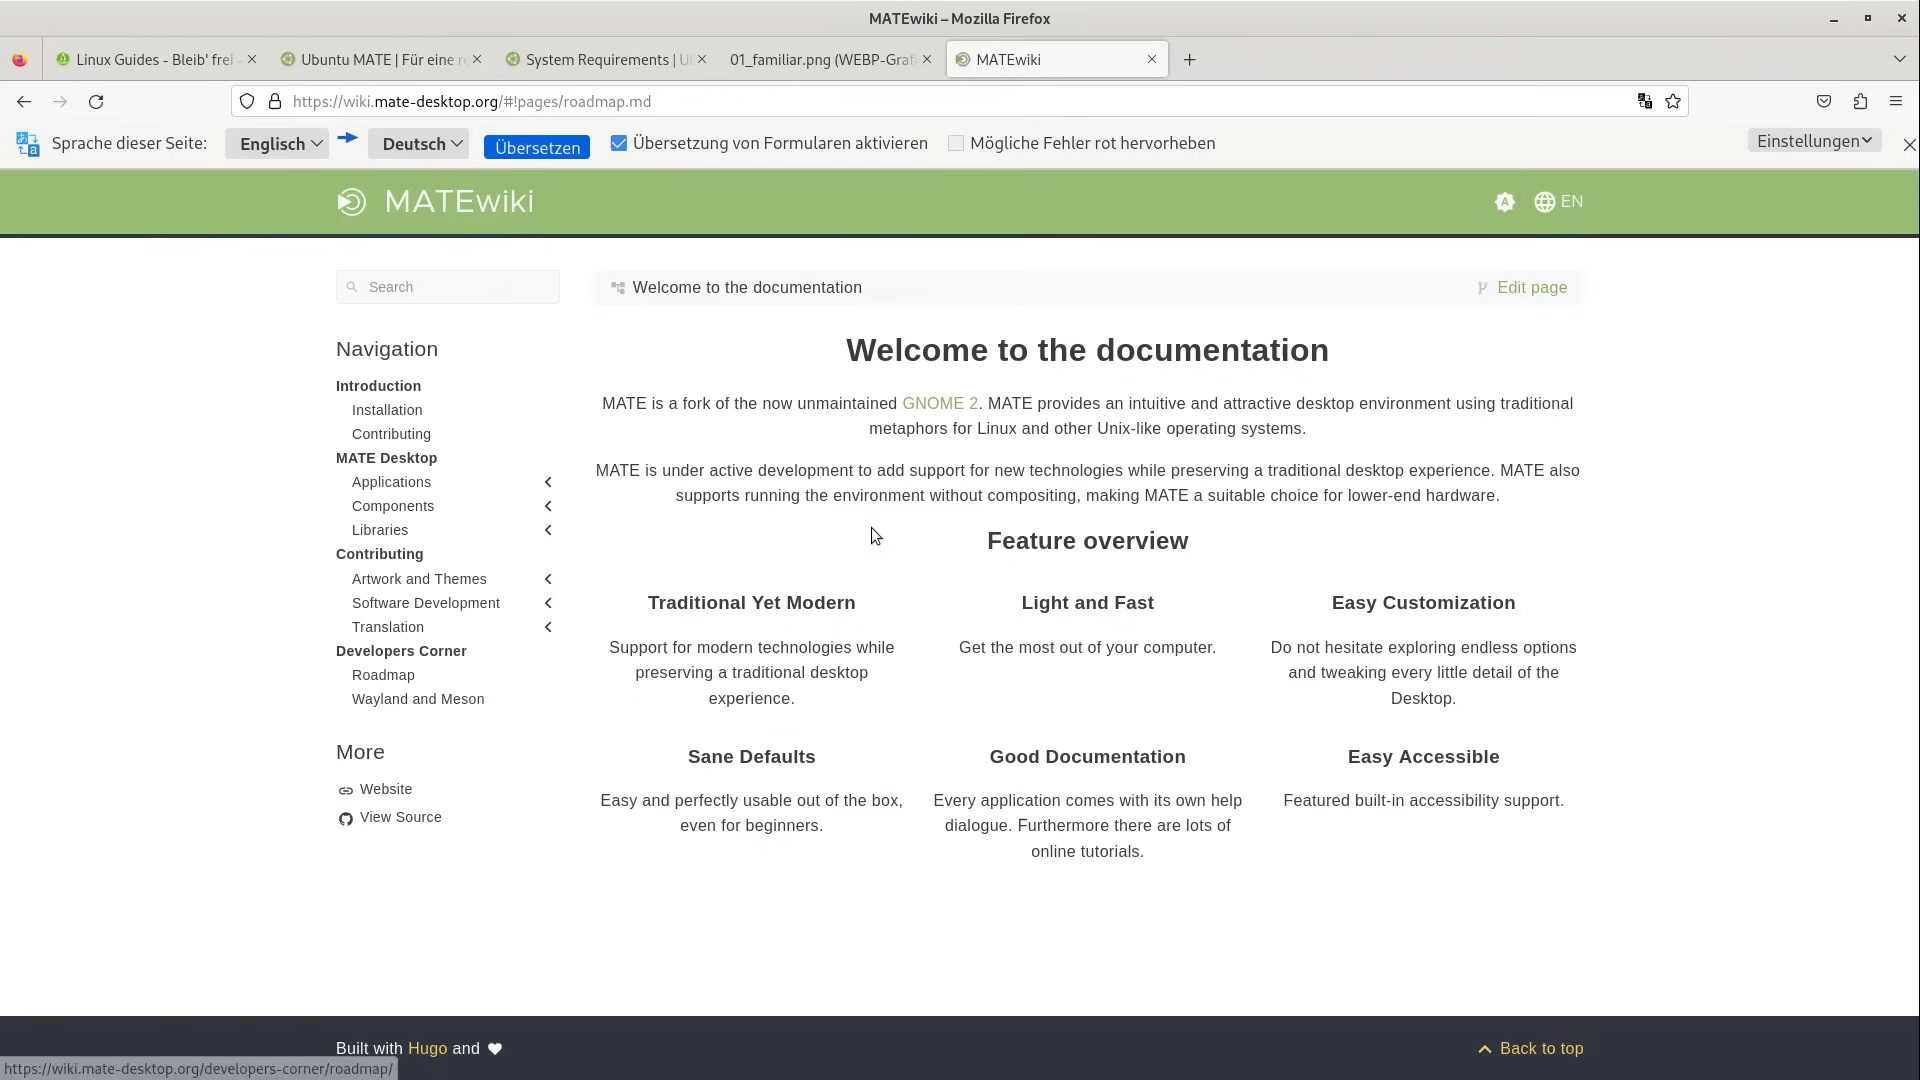 MATEwiki – Mozilla Firefox
Linux Guides - Bleib' frei
Ubuntu MATE | Für eine r
System Requirements | U
01_familiar.png (WEBP-Graf
MATEwiki
https://wiki.mate-desktop.org/#!pages/roadmap.md
Sprache dieser Seite: Englisch Deutsch Übersetzen Übersetzung von Formularen aktivieren Mögliche Fehler rot hervorheben Einstellungen
MATEwiki
EN
Search
Welcome to the documentation
Edit page
Navigation
Introduction
Installation
Contributing
MATE Desktop
Applications
Components
Libraries
Contributing
Artwork and Themes
Software Development
Translation
Developers Corner
Roadmap
Wayland and Meson
More
Website
View Source
Welcome to the documentation
MATE is a fork of the now unmaintained GNOME 2. MATE provides an intuitive and attractive desktop environment using traditional
metaphors for Linux and other Unix-like operating systems.
MATE is under active development to add support for new technologies while preserving a traditional desktop experience. MATE also
supports running the environment without compositing, making MATE a suitable choice for lower-end hardware.
Feature overview
Traditional Yet Modern
Support for modern technologies while
preserving a traditional desktop
experience.
Light and Fast
Get the most out of your computer.
Easy Customization
Do not hesitate exploring endless options
and tweaking every little detail of the
Desktop.
Sane Defaults
Easy and perfectly usable out of the box,
even for beginners.
Good Documentation
Every application comes with its own help
dialogue. Furthermore there are lots of
online tutorials.
Easy Accessible
Featured built-in accessibility support.
Built with Hugo and
Back to top
https://wiki.mate-desktop.org/developers-corner/roadmap/